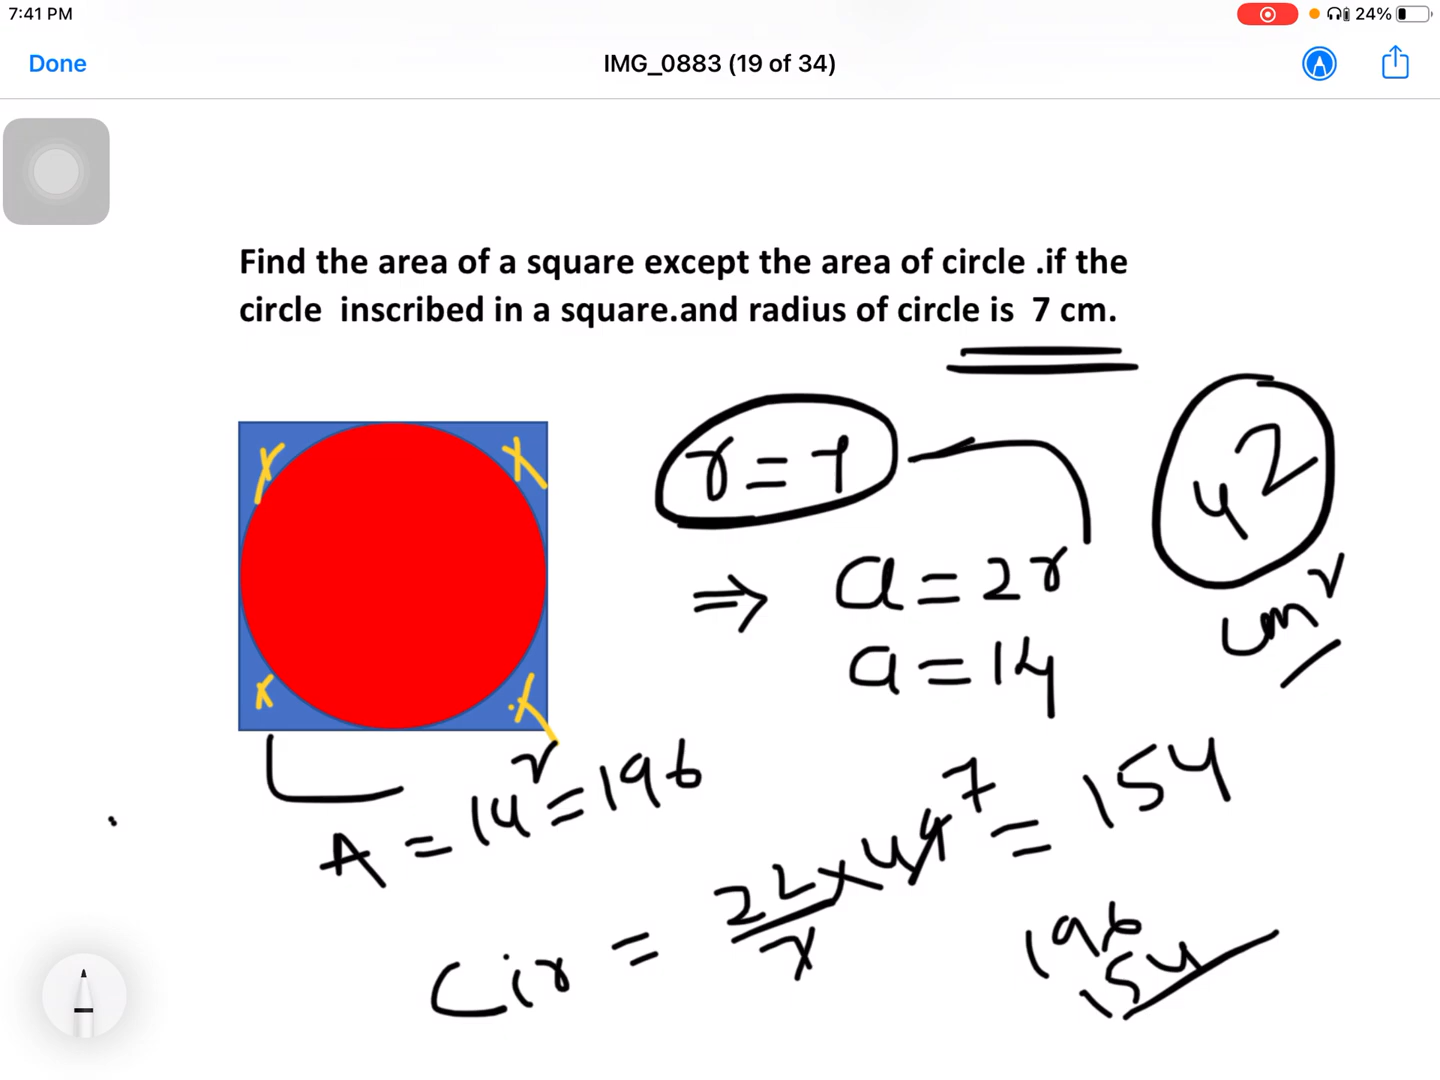 7:41 PM
24%
Done
IMG_0883 (19 of 34)
Find the area of a square except the area of circle .if the
circle inscribed in a square.and radius of circle is 7 cm.
r = 7
42
cm²
⇒ a = 2r
a = 14
A = 14² = 196
Cir = 22/7 × 49 7 = 154
196
154